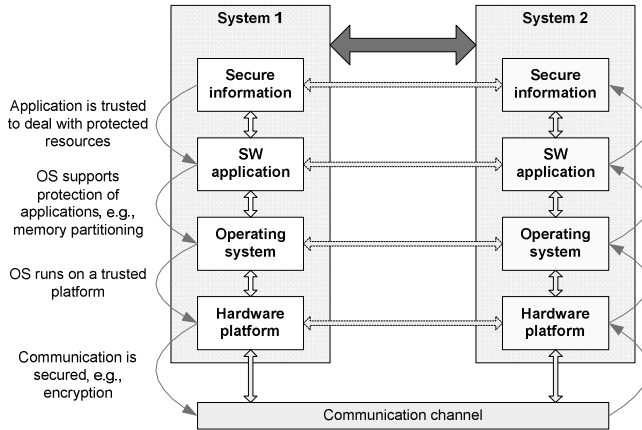 System 1
System 2
Secure
information
Secure
information
Application is trusted
to deal with protected
resources
SW
application
SW
application
OS supports
protection of
applications, e.g.,
memory partitioning
Operating
system
Operating
system
OS runs on a trusted
platform
Hardware
platform
Hardware
platform
Communication is
secured, e.g.,
encryption
Communication channel